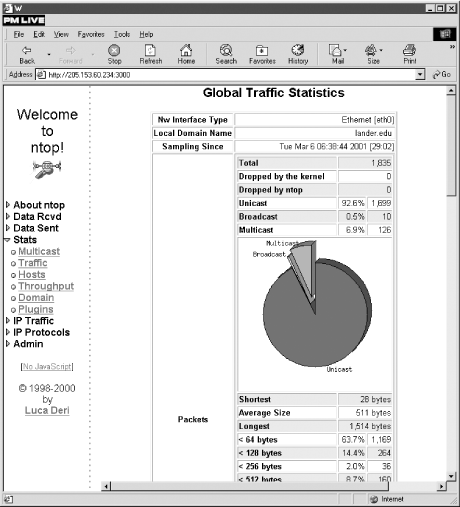 W
PM LIVE
File Edit View Favorites Tools Help
Back Forward Stop Refresh Home Search Favorites History Mail Size Print
Address http://205.153.60.234:3000 Go
Welcome
to
ntop!
About ntop
Data Rcvd
Data Sent
Stats
Multicast
Traffic
Hosts
Throughput
Domain
Plugins
IP Traffic
IP Protocols
Admin
[No JavaScript]
© 1998-2000
by
Luca Deri
Global Traffic Statistics
Nw Interface Type Ethernet [eth0]
Local Domain Name lander.edu
Sampling Since Tue Mar 6 06:38:44 2001 [29:02]
Packets
Total 1,835
Dropped by the kernel 0
Dropped by ntop 0
Unicast 92.6% 1,699
Broadcast 0.5% 10
Multicast 6.9% 126
Multicast
Broadcast
Unicast
Shortest 28 bytes
Average Size 511 bytes
Longest 1,514 bytes
< 64 bytes 63.7% 1,169
< 128 bytes 14.4% 264
< 256 bytes 2.0% 36
< 512 bytes 8.7% 160
Internet